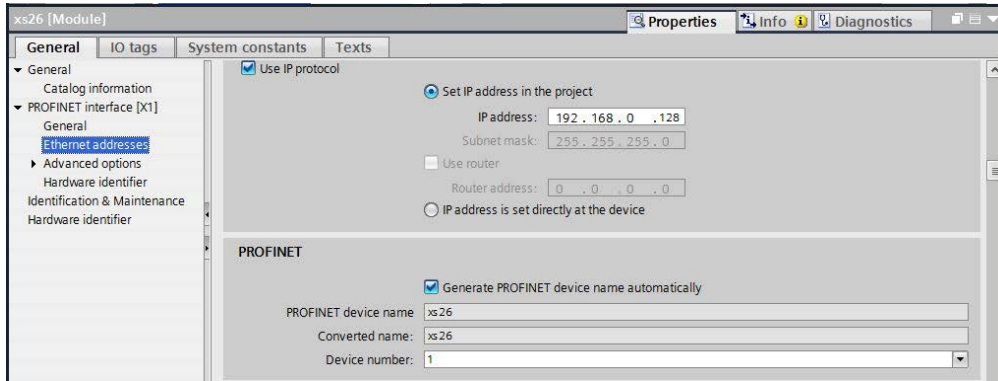 xs26 [Module]
Properties
Info
Diagnostics
General
IO tags
System constants
Texts
General
Catalog information
PROFINET interface [X1]
General
Ethernet addresses
Advanced options
Hardware identifier
Identification & Maintenance
Hardware identifier
Use IP protocol
Set IP address in the project
IP address: 192 . 168 . 0 . 128
Subnet mask: 255 . 255 . 255 . 0
Use router
Router address: 0 . 0 . 0 . 0
IP address is set directly at the device
PROFINET
Generate PROFINET device name automatically
PROFINET device name xs26
Converted name: xs26
Device number: 1